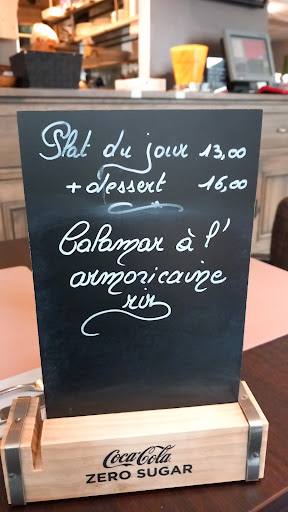 Plat du jour 13,00
+ dessert 16,00
Calamar à l'
armoricaine
riz
Coca-Cola
ZERO SUGAR